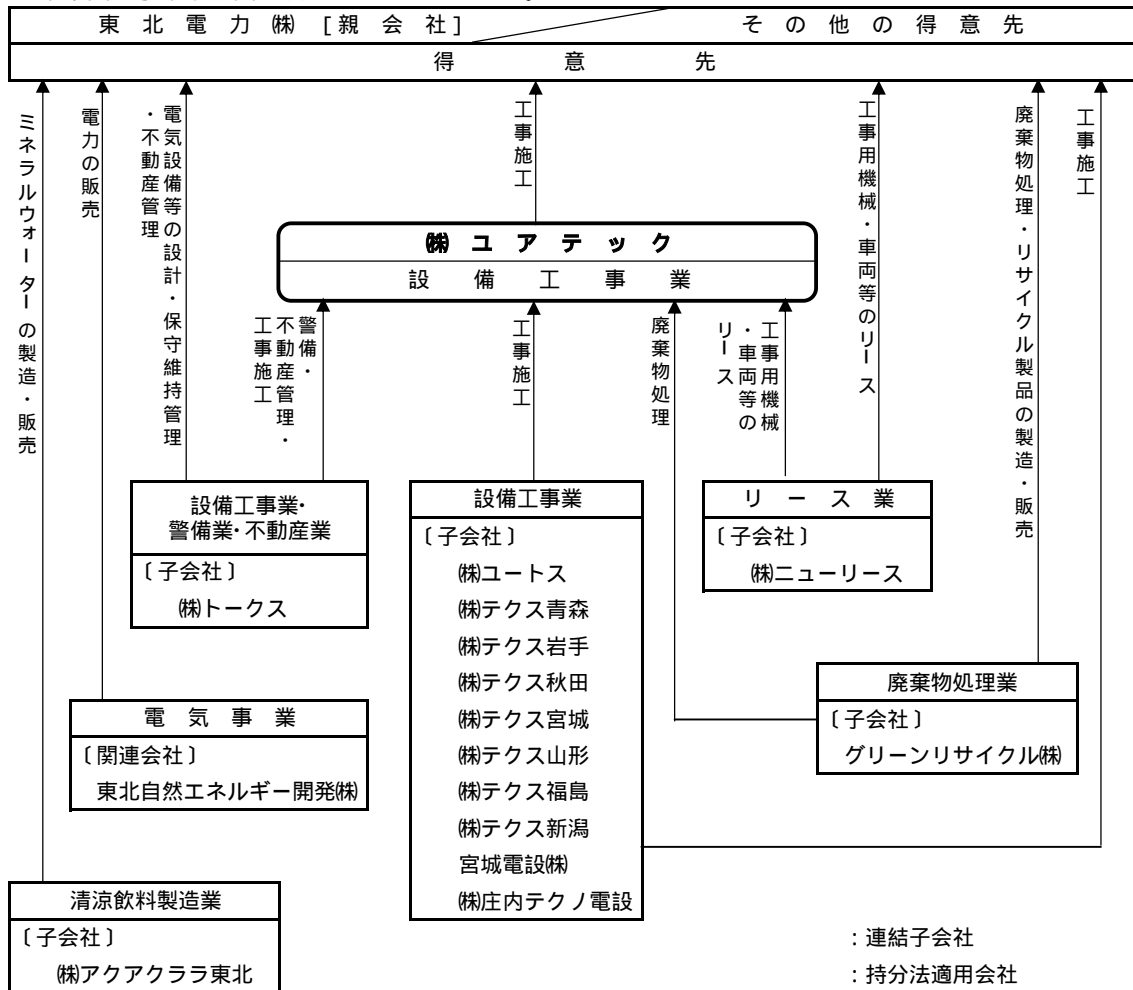 東北電力㈱[親会社]
その他の得意先
得意先
ミネラルウォーターの製造・販売
電力の販売
電気設備等の設計・保守維持管理
・不動産管理
工事施工
工事用機械・車両等のリース
廃棄物処理・リサイクル製品の製造・販売
工事施工
㈱ユアテック
設備工事業
警備・
不動産管理・
工事施工
工事施工
廃棄物処理
工事用機械
・車両等の
リース
設備工事業・
警備業・不動産業
〔子会社〕
㈱トークス
設備工事業
〔子会社〕
㈱ユートス
㈱テクス青森
㈱テクス岩手
㈱テクス秋田
㈱テクス宮城
㈱テクス山形
㈱テクス福島
㈱テクス新潟
宮城電設㈱
㈱庄内テクノ電設
リース業
〔子会社〕
㈱ニューリース
廃棄物処理業
〔子会社〕
グリーンリサイクル㈱
電気事業
〔関連会社〕
東北自然エネルギー開発㈱
清涼飲料製造業
〔子会社〕
㈱アクアクララ東北
：連結子会社
：持分法適用会社